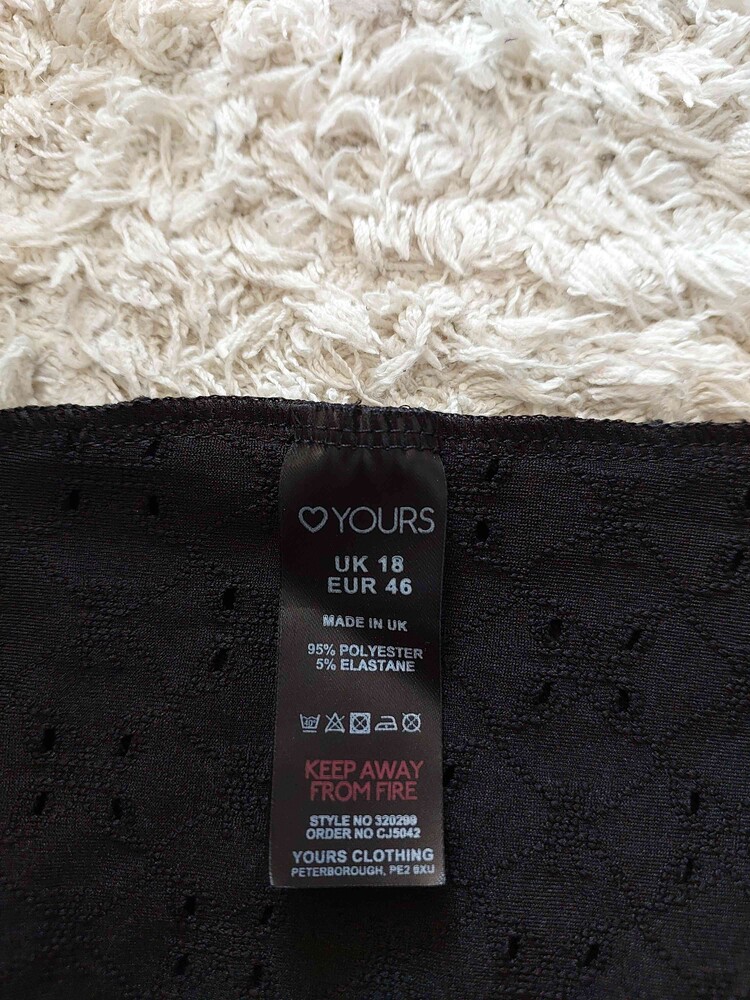 ♡YOURS
UK 18
EUR 46
MADE IN UK
95% POLYESTER
5% ELASTANE
40°
KEEP AWAY
FROM FIRE
STYLE NO 320299
ORDER NO CJ5042
YOURS CLOTHING
PETERBOROUGH, PE2 6XU